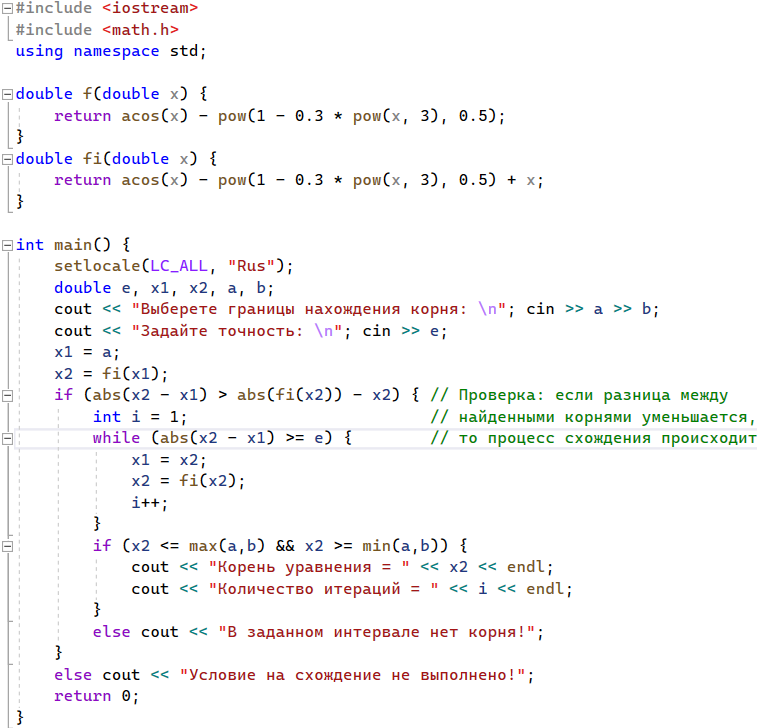 #include <iostream>
#include <math.h>
using namespace std;

double f(double x) {
    return acos(x) - pow(1 - 0.3 * pow(x, 3), 0.5);
}
double fi(double x) {
    return acos(x) - pow(1 - 0.3 * pow(x, 3), 0.5) + x;
}

int main() {
    setlocale(LC_ALL, "Rus");
    double e, x1, x2, a, b;
    cout << "Выберете границы нахождения корня: \n"; cin >> a >> b;
    cout << "Задайте точность: \n"; cin >> e;
    x1 = a;
    x2 = fi(x1);
    if (abs(x2 - x1) > abs(fi(x2)) - x2) { // Проверка: если разница между
        int i = 1;                         // найденными корнями уменьшается,
        while (abs(x2 - x1) >= e) {        // то процесс схождения происходит
            x1 = x2;
            x2 = fi(x2);
            i++;
        }
        if (x2 <= max(a,b) && x2 >= min(a,b)) {
            cout << "Корень уравнения = " << x2 << endl;
            cout << "Количество итераций = " << i << endl;
        }
        else cout << "В заданном интервале нет корня!";
    }
    else cout << "Условие на схождение не выполнено!";
    return 0;
}